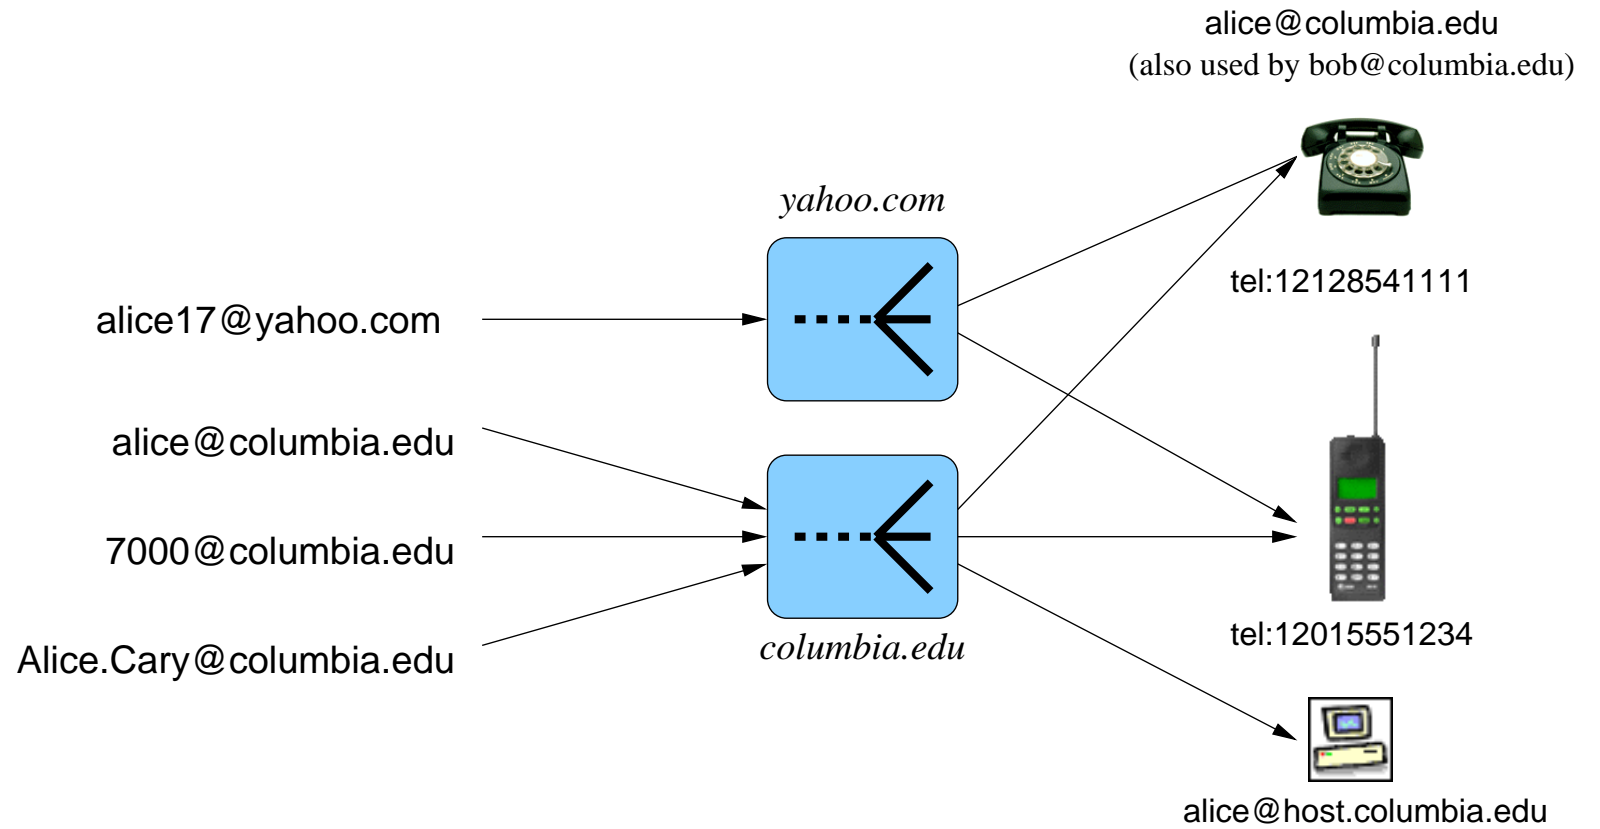 alice@columbia.edu
(also used by bob@columbia.edu)
yahoo.com
tel:12128541111
alice17@yahoo.com
alice@columbia.edu
7000@columbia.edu
Alice.Cary@columbia.edu
columbia.edu
tel:12015551234
alice@host.columbia.edu